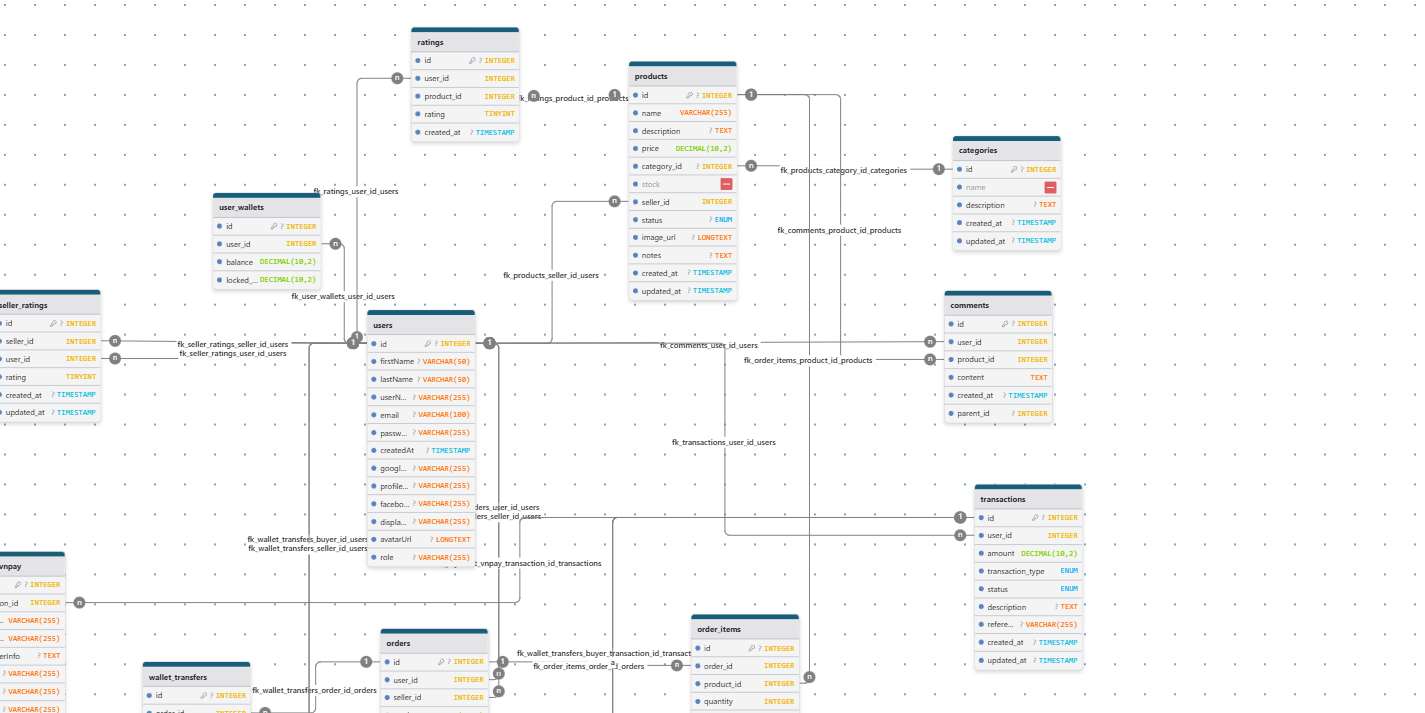 ratings
id ? INTEGER
user_id INTEGER
product_id INTEGER
rating TINYINT
created_at ? TIMESTAMP
n
n
1
products
id ? INTEGER
name VARCHAR(255)
description ? TEXT
price DECIMAL(10,2)
category_id ? INTEGER
stock
seller_id INTEGER
status ? ENUM
image_url ? LONGTEXT
notes ? TEXT
created_at ? TIMESTAMP
updated_at ? TIMESTAMP
1
n
n
fk_products_category_id_categories
1
categories
id ? INTEGER
name
description ? TEXT
created_at ? TIMESTAMP
updated_at ? TIMESTAMP
fk_ratings_user_id_users
user_wallets
id ? INTEGER
user_id INTEGER
balance DECIMAL(10,2)
locked_... DECIMAL(10,2)
n
fk_user_wallets_user_id_users
fk_comments_product_id_products
fk_products_seller_id_users
seller_ratings
id ? INTEGER
seller_id INTEGER
user_id INTEGER
rating TINYINT
created_at ? TIMESTAMP
updated_at ? TIMESTAMP
n
n
fk_seller_ratings_seller_id_users
fk_seller_ratings_user_id_users
1
1
users
id ? INTEGER
firstName ? VARCHAR(50)
lastName ? VARCHAR(50)
userN... ? VARCHAR(255)
email ? VARCHAR(100)
passw... ? VARCHAR(255)
createdAt ? TIMESTAMP
googl... ? VARCHAR(255)
profile... ? VARCHAR(255)
facebo... ? VARCHAR(255)
displa... ? VARCHAR(255)
avatarUrl ? LONGTEXT
role ? VARCHAR(255)
1
fk_comments_user_id_users
fk_order_items_product_id_products
n
n
comments
id ? INTEGER
user_id INTEGER
product_id INTEGER
content TEXT
created_at ? TIMESTAMP
parent_id ? INTEGER
fk_transactions_user_id_users
ders_user_id_users
ers_seller_id_users
fk_wallet_transfers_buyer_id_users
fk_wallet_transfers_seller_id_users
t_vnpay_transaction_id_transactions
1
n
transactions
id ? INTEGER
user_id INTEGER
amount DECIMAL(10,2)
transaction_type ENUM
status ENUM
description ? TEXT
refere... ? VARCHAR(255)
created_at ? TIMESTAMP
updated_at ? TIMESTAMP
vnpay
? INTEGER
on_id INTEGER
... VARCHAR(255)
... VARCHAR(255)
erInfo ? TEXT
VARCHAR(255)
VARCHAR(255)
VARCHAR(255)
n
wallet_transfers
id ? INTEGER
order_id INTEGER
n
fk_wallet_transfers_order_id_orders
1
orders
id ? INTEGER
user_id INTEGER
seller_id INTEGER
1
n
n
fk_wallet_transfers_buyer_transaction_id_transact
n
order_items
id ? INTEGER
order_id INTEGER
product_id INTEGER
quantity INTEGER
n